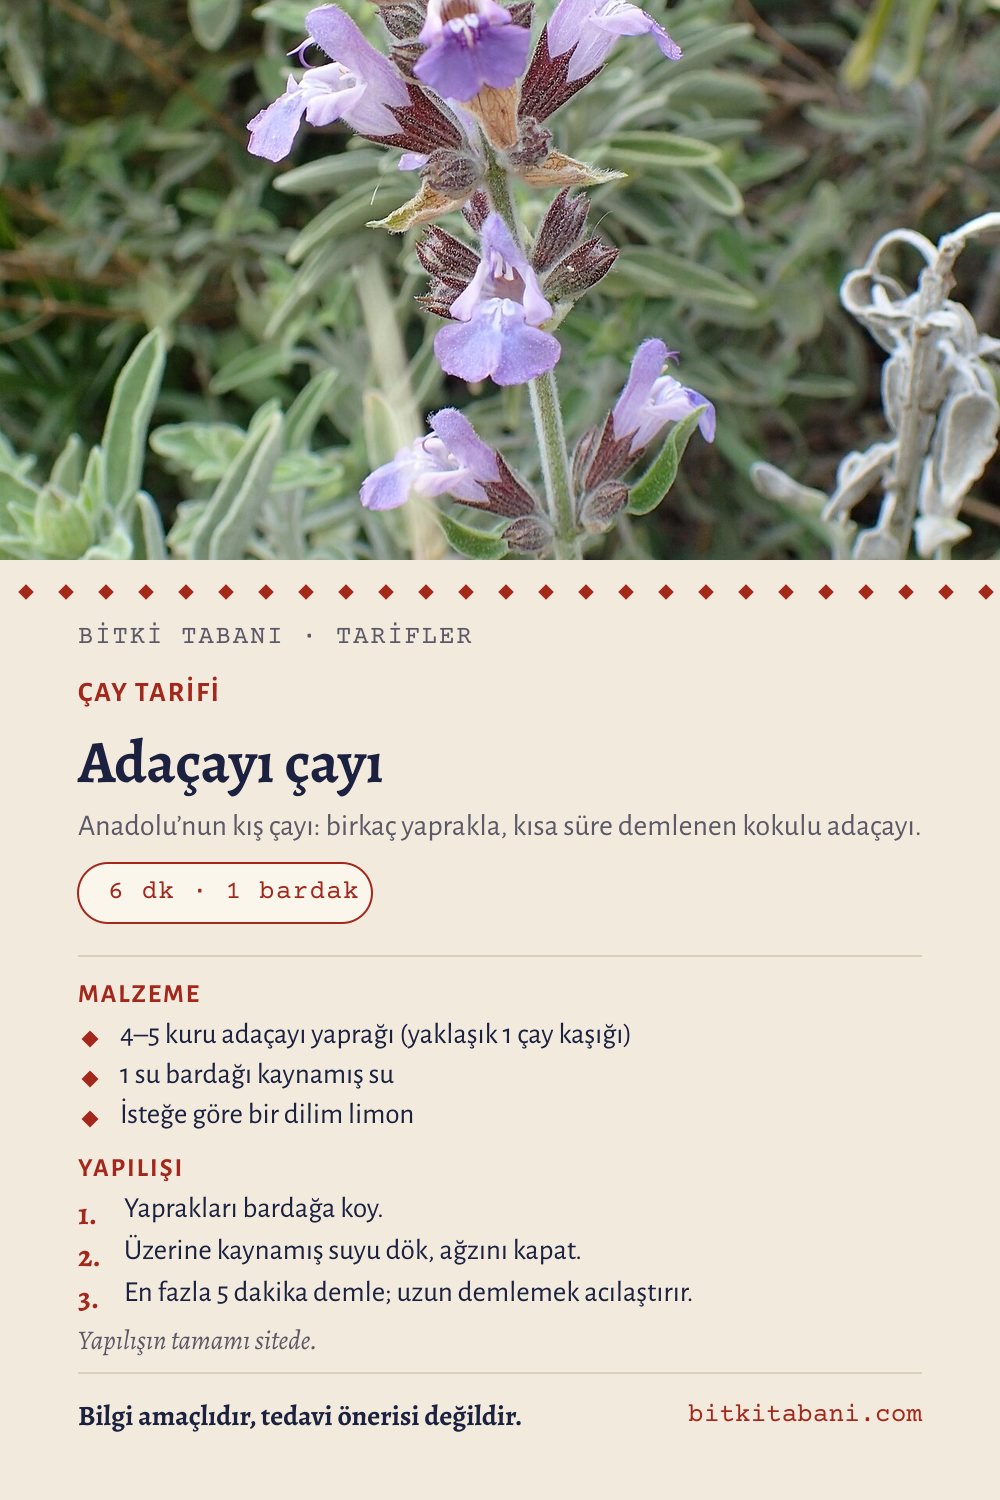 BİTKİ TABANI · TARİFLER
ÇAY TARİFİ
Adaçayı çayı
Anadolu’nun kış çayı: birkaç yaprakla, kısa süre demlenen kokulu adaçayı.
6 dk · 1 bardak
MALZEME
◆ 4–5 kuru adaçayı yaprağı (yaklaşık 1 çay kaşığı)
◆ 1 su bardağı kaynamış su
◆ İsteğe göre bir dilim limon
YAPILIŞI
1. Yaprakları bardağa koy.
2. Üzerine kaynamış suyu dök, ağzını kapat.
3. En fazla 5 dakika demle; uzun demlemek acılaştırır.
Yapılışın tamamı sitede.
Bilgi amaçlıdır, tedavi önerisi değildir.
bitkitabani.com